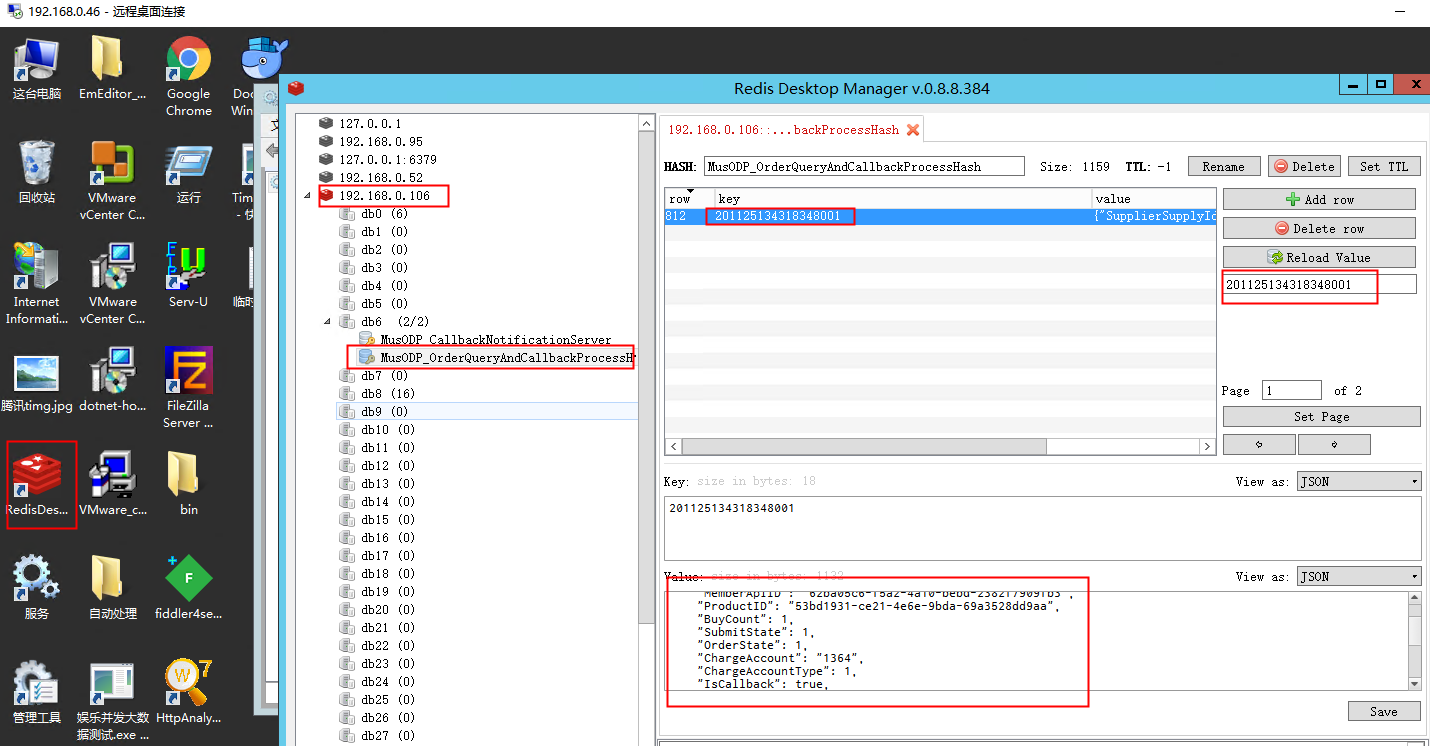 192.168.0.46 - 远程桌面连接
这台电脑
EmEditor_...
Google
Chrome
Doc
Win
回收站
VMware
vCenter C...
运行
Tim
- 快
Internet
Informati...
VMware
vCenter C...
Serv-U
临时
腾讯timg.jpg
dotnet-ho...
FileZilla
Server ...
RedisDes...
VMware_c...
bin
服务
自动处理
fiddler4se...
管理工具
娱乐并发大数
据测试.exe ...
HttpAnaly...
Redis Desktop Manager v.0.8.8.384
127.0.0.1
192.168.0.95
127.0.0.1:6379
192.168.0.52
192.168.0.106
db0 (6)
db1 (0)
db2 (0)
db3 (0)
db4 (0)
db5 (0)
db6 (2/2)
MusODP_CallbackNotificationServer
MusODP_OrderQueryAndCallbackProcessH
db7 (0)
db8 (16)
db9 (0)
db10 (0)
db11 (0)
db12 (0)
db13 (0)
db14 (0)
db15 (0)
db16 (0)
db17 (0)
db18 (0)
db19 (0)
db20 (0)
db21 (0)
db22 (0)
db23 (0)
db24 (0)
db25 (0)
db26 (0)
db27 (0)
192.168.0.106::...backProcessHash
HASH: MusODP_OrderQueryAndCallbackProcessHash Size: 1159 TTL: -1 Rename Delete Set TTL
row key value
812 201125134318348001 {"SupplierSupplyId
Add row
Delete row
Reload Value
201125134318348001
Page 1 of 2
Set Page
Key: size in bytes: 18 View as: JSON
201125134318348001
Value: size in bytes: 1132 View as: JSON
"ProductID": "53bd1931-ce21-4e6e-9bda-69a3528dd9aa",
"BuyCount": 1,
"SubmitState": 1,
"OrderState": 1,
"ChargeAccount": "1364",
"ChargeAccountType": 1,
"IsCallback": true,
Save